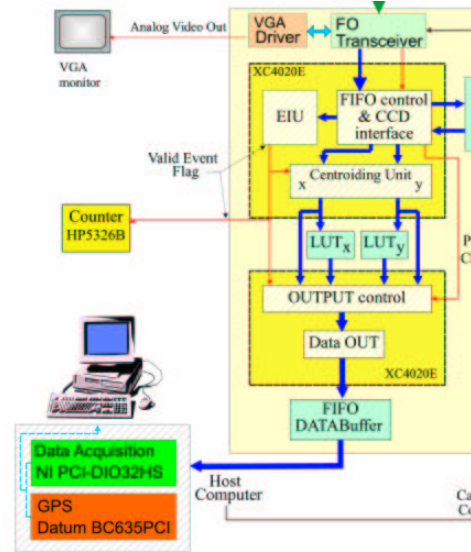 Analog Video Out
VGA
Driver
FO
Transceiver
VGA
monitor
XC4020E
EIU
FIFO control
& CCD
interface
Valid Event
Flag
x
Centroiding Unit
y
Counter
HP5326B
LUTx
LUTy
P
C
OUTPUT control
Data OUT
XC4020E
FIFO
DATABuffer
Data Acquisition
NI PCI-DIO32HS
Host
Computer
GPS
Datum BC635PCI
Ca
Co